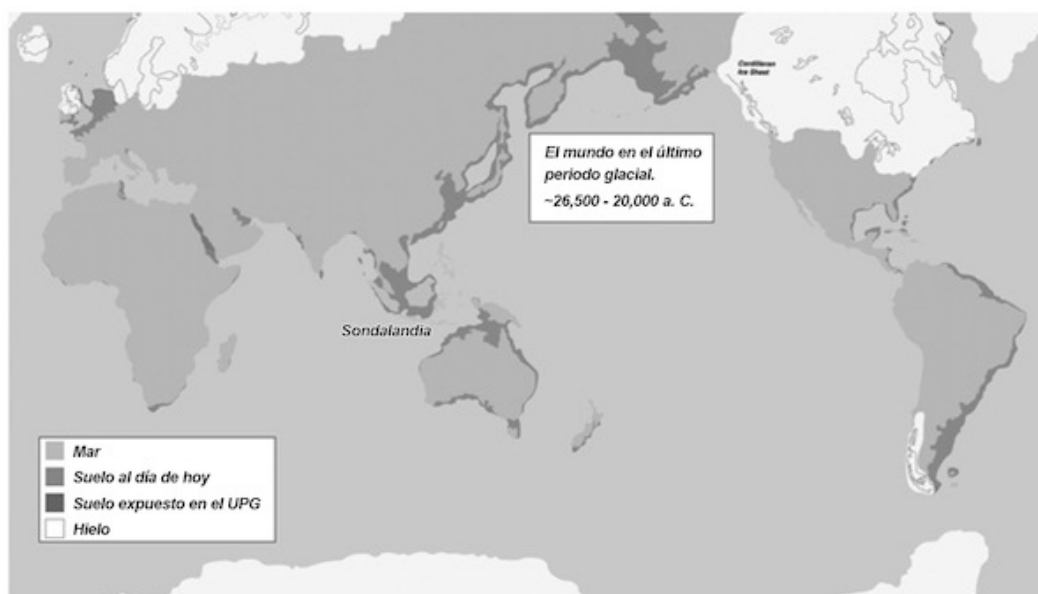 Cordilleran
Ice Sheet
El mundo en el último
periodo glacial.
~26,500 - 20,000 a. C.
Sondalandia
Mar
Suelo al día de hoy
Suelo expuesto en el UPG
Hielo